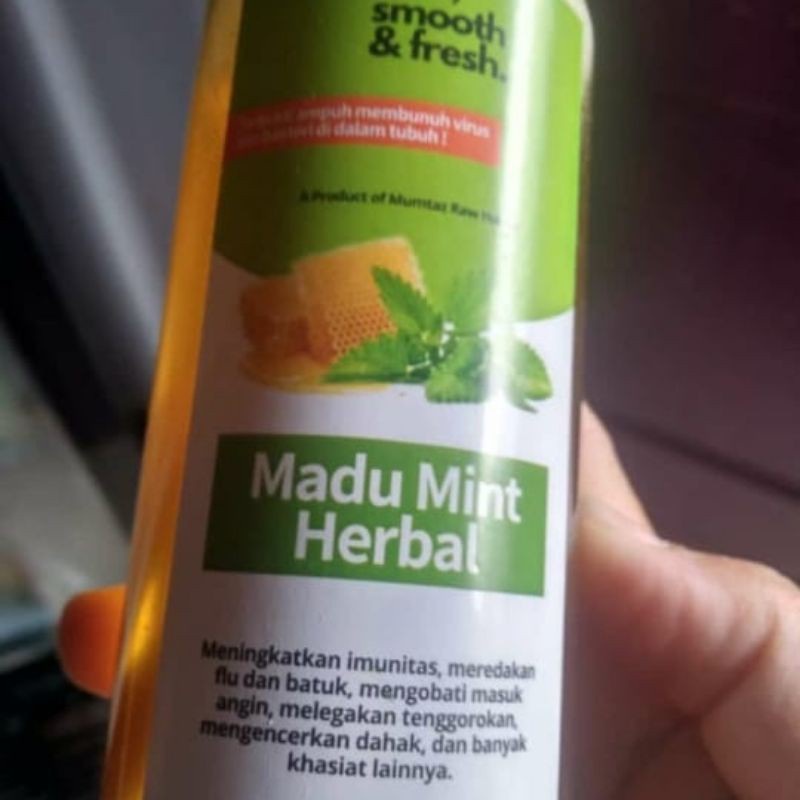 smooth
& fresh.
ampuh membunuh virus
di dalam tubuh !
A Product of Mumtaz Raw
Madu Mint
Herbal
Meningkatkan imunitas, meredakan
flu dan batuk, mengobati masuk
angin, melegakan tenggorokan,
mengencerkan dahak, dan banyak
khasiat lainnya.